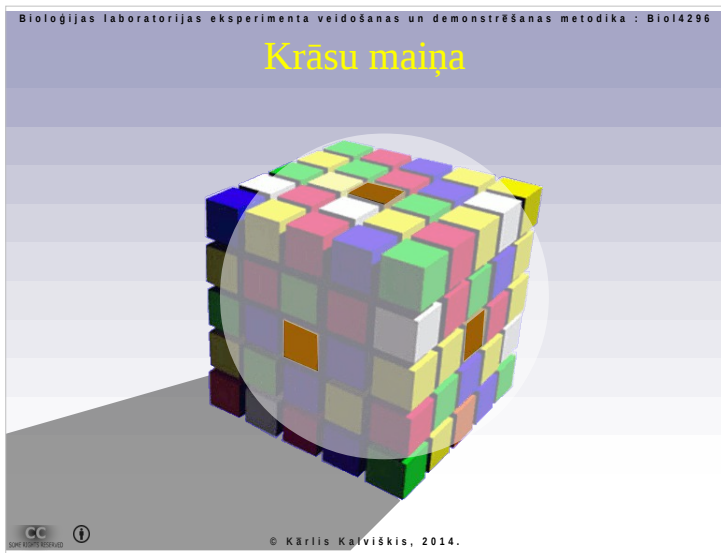 Bioloģijas laboratorijas eksperimenta veidošanas un demonstrēšanas metodika : Biol4296
Krāsu maiņa
CC
SOME RIGHTS RESERVED
© Kārlis Kalviškis, 2014.